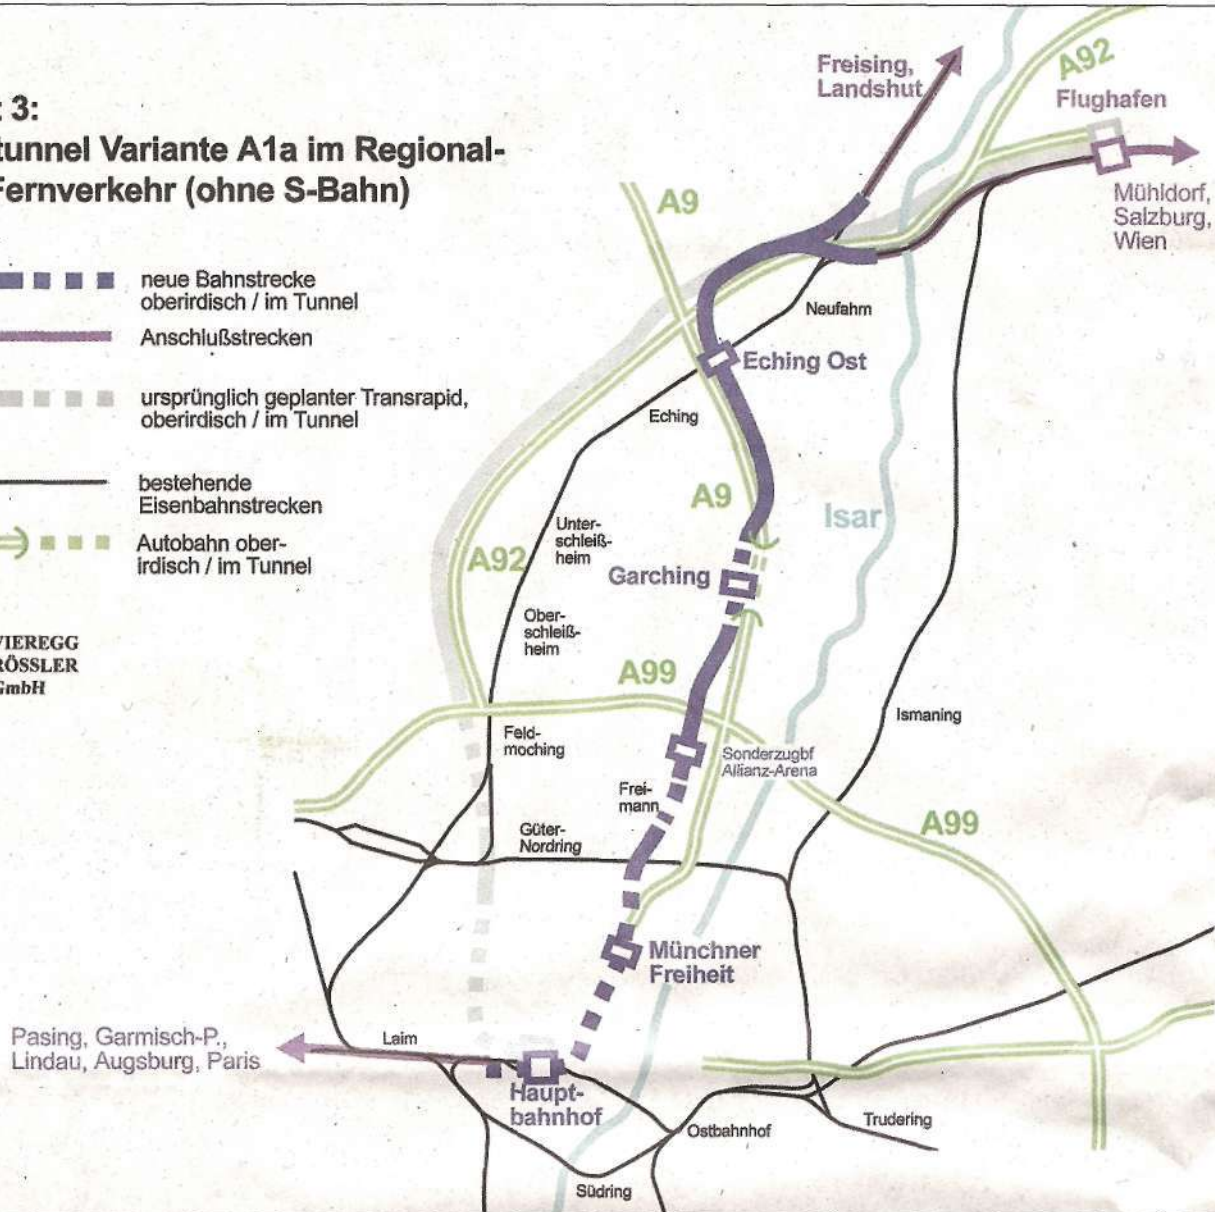 t 3:
tunnel Variante A1a im Regional-
Fernverkehr (ohne S-Bahn)
neue Bahnstrecke
oberirdisch / im Tunnel
Anschlußstrecken
ursprünglich geplanter Transrapid,
oberirdisch / im Tunnel
bestehende
Eisenbahnstrecken
Autobahn ober-
irdisch / im Tunnel
VIEREGG
RÖSSLER
GmbH
Freising,
Landshut
A92
Flughafen
Mühldorf,
Salzburg,
Wien
A9
Neufahrn
Eching Ost
Eching
A9
Isar
Unter-
schleiß-
heim
A92
Garching
Ober-
schleiß-
heim
A99
Ismaning
Feld-
moching
Sonderzugbf
Allianz-Arena
Frei-
mann
A99
Güter-
Nordring
Münchner
Freiheit
Pasing, Garmisch-P.,
Lindau, Augsburg, Paris
Laim
Haupt-
bahnhof
Ostbahnhof
Trudering
Südring